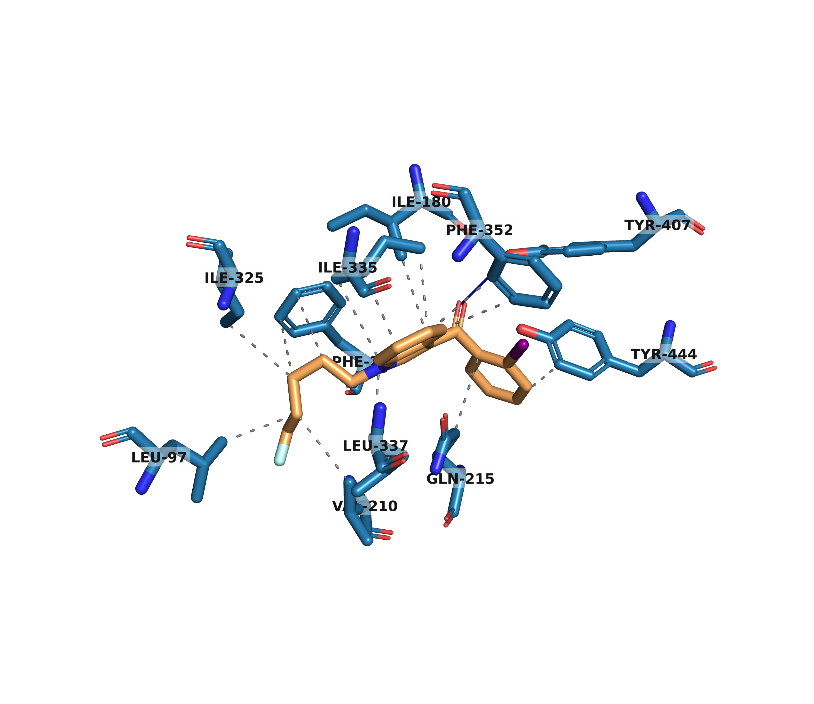 ILE-180
TYR-407
PHE-352
ILE-335
ILE-325
TYR-444
LEU-337
LEU-97
GLN-215